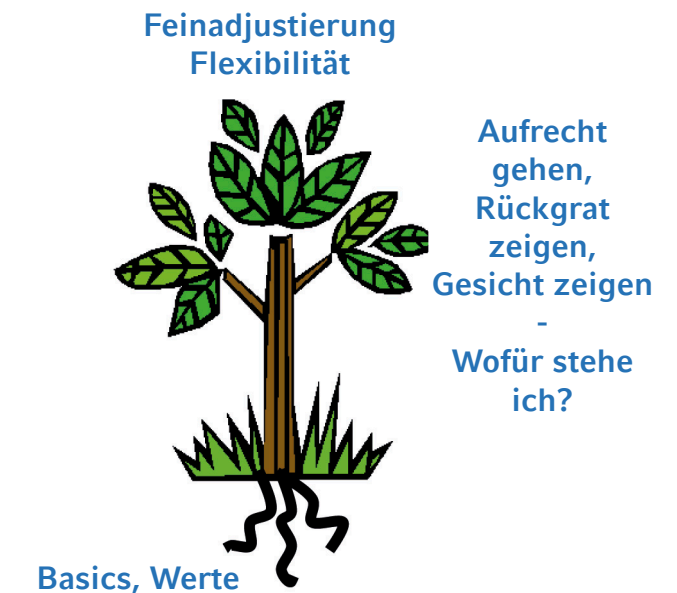 Feinadjustierung
Flexibilität
Aufrecht
gehen,
Rückgrat
zeigen,
Gesicht zeigen
-
Wofür stehe
ich?
Basics, Werte